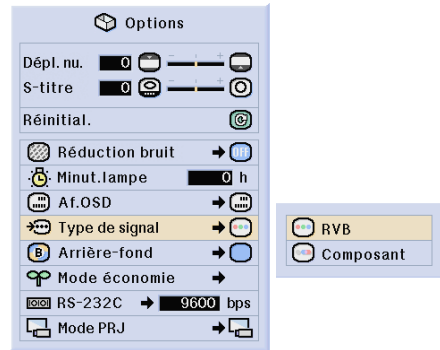 Options
Dépl. nu. 0 - +
S-titre 0 - +
Réinitial.
Réduction bruit OFF
Minut.lampe 0 h
Af.OSD
Type de signal
RVB
Arrière-fond
Composant
Mode économie
RS-232C 9600 bps
Mode PRJ